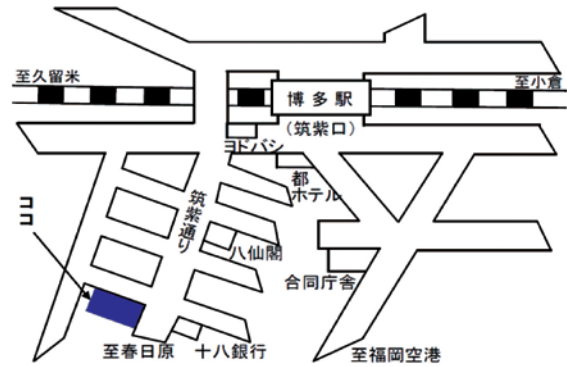 至久留米
至小倉
博多駅
（筑紫口）
ヨドバシ
都
ホテル
筑紫通り
ココ
八仙閣
合同庁舎
至春日原
十八銀行
至福岡空港